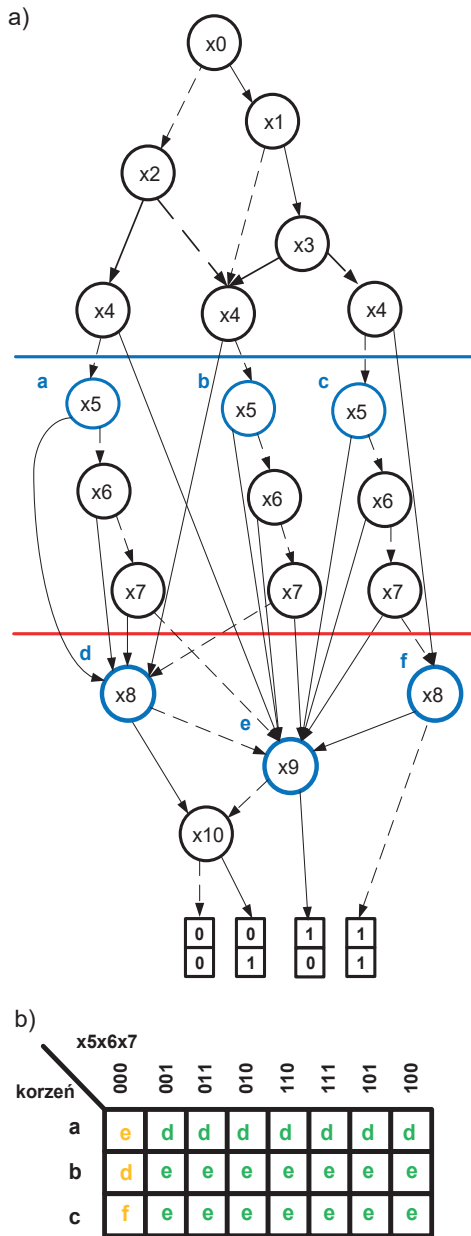 a)
x0
x1
x2
x3
x4 x4 x4
a b c
x5 x5 x5
x6 x6 x6
x7 x7 x7
d f
x8 x8
e
x9
x10
0 0 1 1
0 1 0 1
b)
x5x6x7
korzeń
000 001 011 010 110 111 101 100
a e d d d d d d d
b d e e e e e e e
c f e e e e e e e